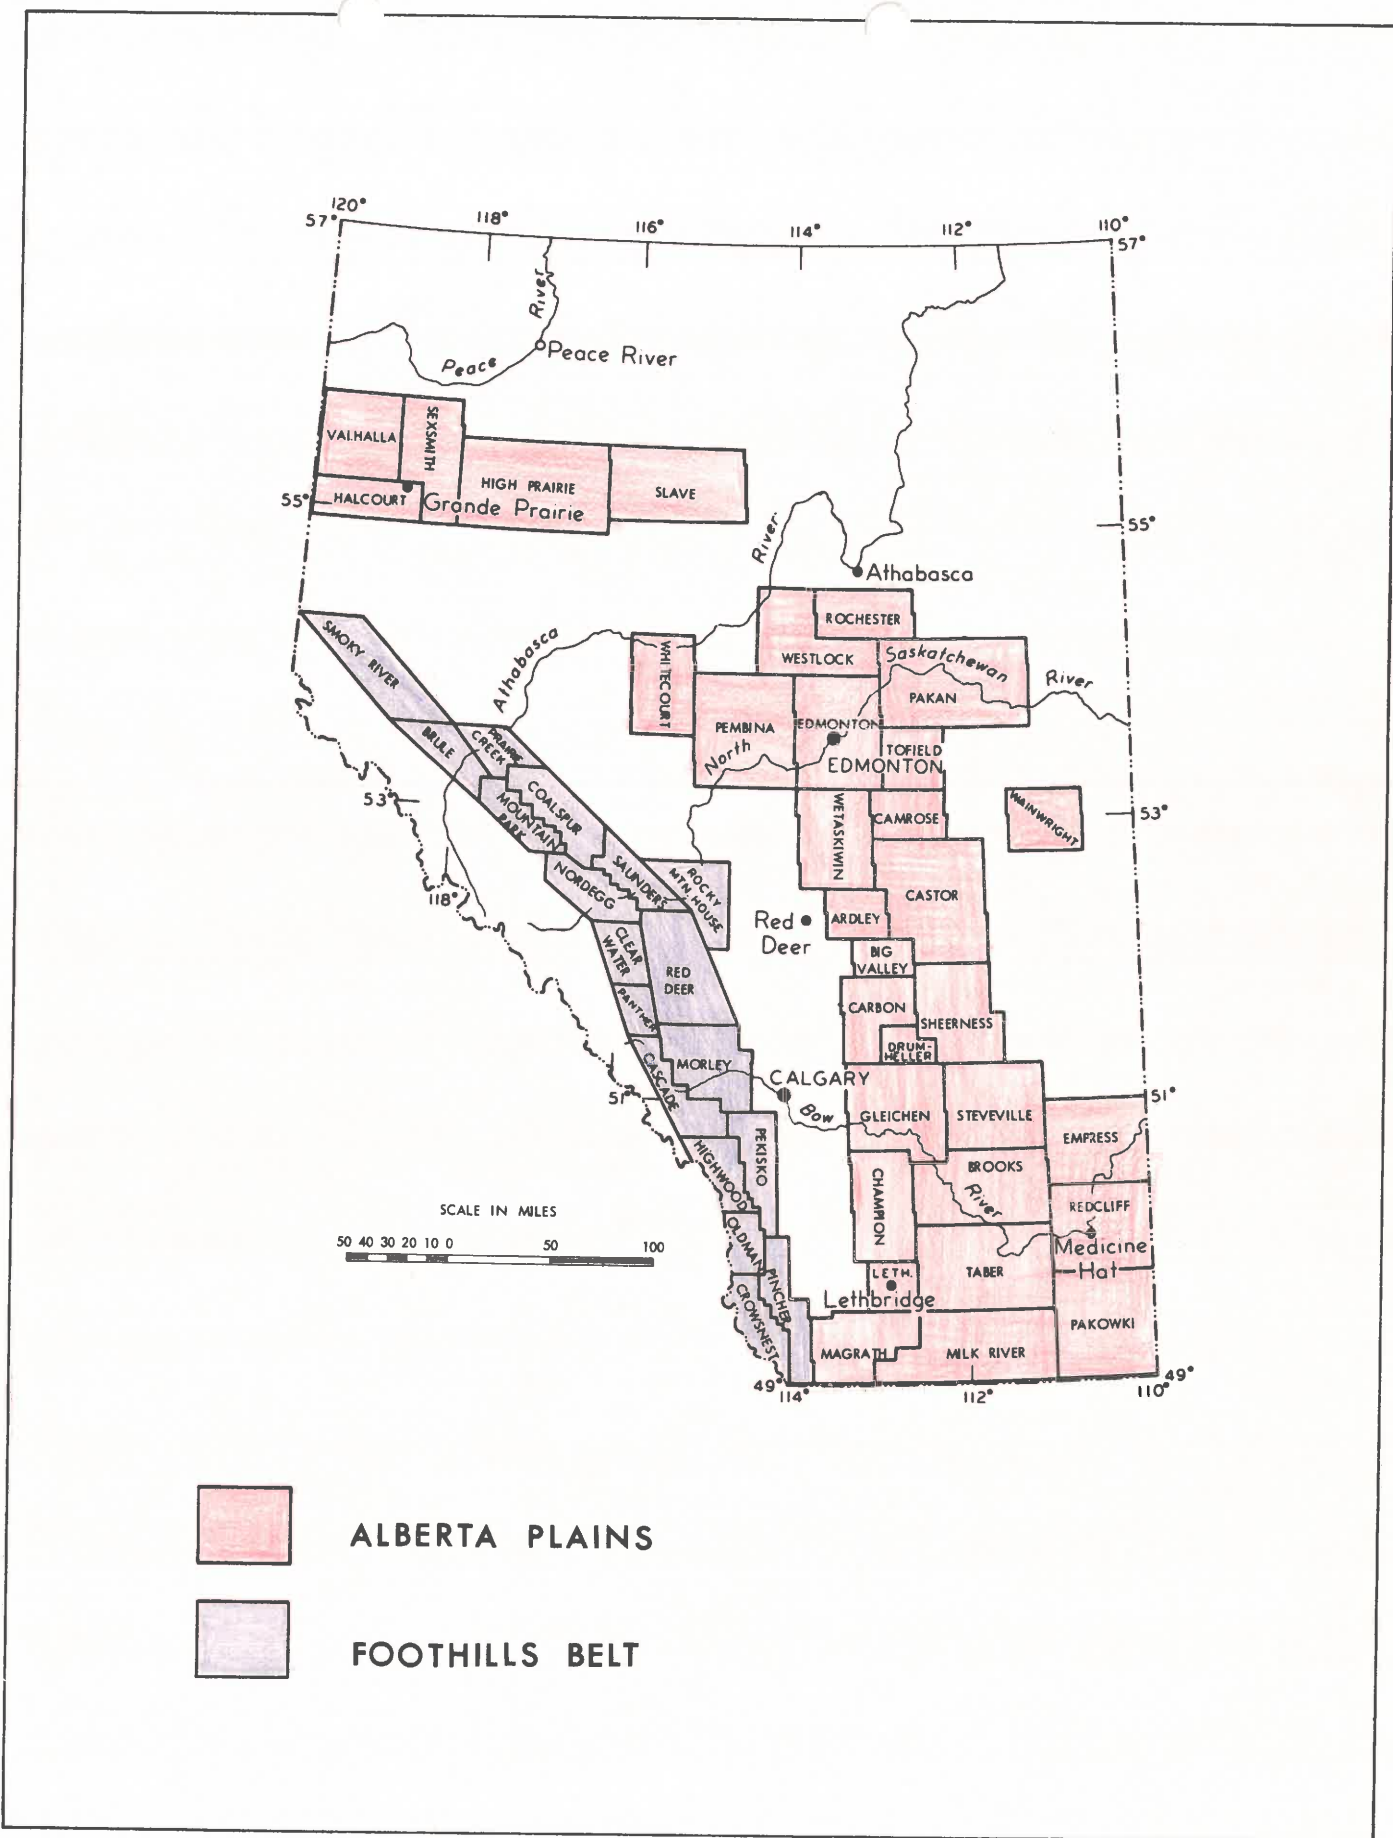 120°
57°
118°
116°
114°
112°
110°
57°
River
Peace
Peace River
VALHALLA
SEXSMITH
HIGH PRAIRIE
SLAVE
55°
HALCOURT
Grande Prairie
55°
River
Athabasca
ROCHESTER
SMOKY RIVER
Athabasca
WHITECOURT
WESTLOCK
Saskatchewan
River
PAKAN
BRULE
PRAIRIE
CREEK
PEMBINA
EDMONTON
North
EDMONTON
TOFIELD
53°
COALSPUR
MOUNTAIN
PARK
WETASKIWIN
CAMROSE
WAINWRIGHT
53°
118°
NORDEGG
SAUNDERS
ROCKY
MTN. HOUSE
CASTOR
Red
Deer
ARDLEY
CLEAR
WATER
RED
DEER
BIG
VALLEY
PANTHER
CARBON
SHEERNESS
DRUM-
HELLER
CASCADE
MORLEY
CALGARY
51°
Bow
GLEICHEN
STEVEVILLE
51°
EMPRESS
HIGHWOOD
PEKISKO
CHAMPION
BROOKS
River
REDCLIFF
SCALE IN MILES
50 40 30 20 10 0 50 100
OLDMAN
PINCHER
Medicine
Hat
LETH.
TABER
Lethbridge
CROWSNEST
MAGRATH
MILK RIVER
PAKOWKI
49°
114°
112°
110°
49°
ALBERTA PLAINS
FOOTHILLS BELT